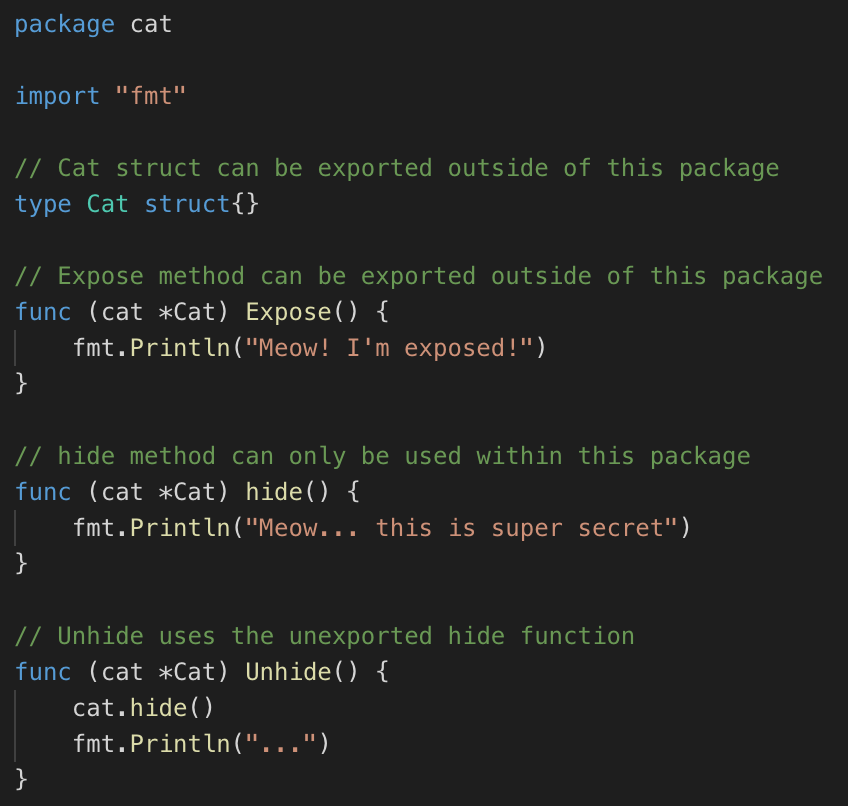 package cat
import "fmt"
// Cat struct can be exported outside of this package
type Cat struct{}
// Expose method can be exported outside of this package
func (cat *Cat) Expose() {
    fmt.Println("Meow! I'm exposed!")
}
// hide method can only be used within this package
func (cat *Cat) hide() {
    fmt.Println("Meow... this is super secret")
}
// Unhide uses the unexported hide function
func (cat *Cat) Unhide() {
    cat.hide()
    fmt.Println("...")
}